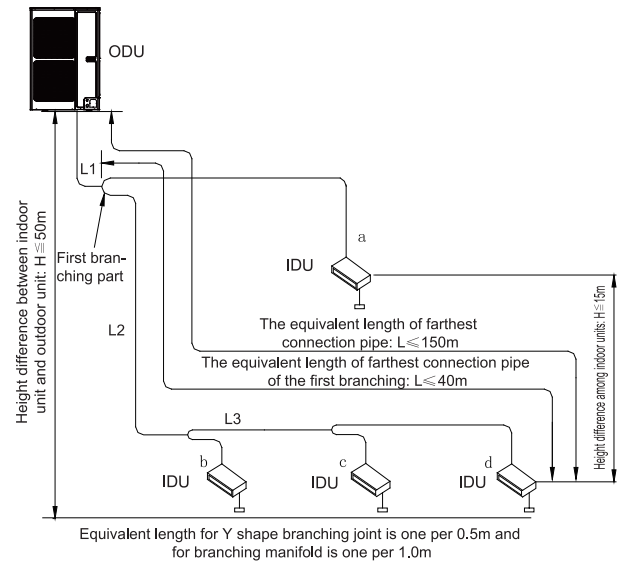 ODU
L1
a
First bran-
ching part
IDU
Height difference between indoor
unit and outdoor unit: H≦50m
L2
The equivalent length of farthest
connection pipe: L≤150m
The equivalent length of farthest connection pipe
of the first branching: L≤40m
Height difference among indoor units: H≦15m
L3
b
c
d
IDU
IDU
IDU
Equivalent length for Y shape branching joint is one per 0.5m and
for branching manifold is one per 1.0m